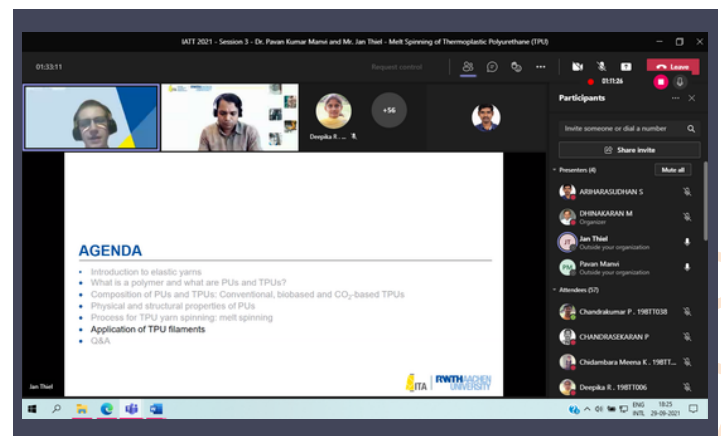 IATT 2021 - Session 3 - Dr. Pavan Kumar Manvi and Mr. Jan Thiel - Melt Spinning of Thermoplastic Polyurethane (TPU)
01:33:11
Request control
Leave
01:11:26
Participants
Invite someone or dial a number
Share invite
Presenters (4)
Mute all
ARIHARASUDHAN S
DHINAKARAN M
Organizer
JT
Jan Thiel
Outside your organization
PM
Pavan Manvi
Outside your organization
Attendees (57)
Chandrakumar P . 19BTT038
CHANDRASEKARAN P
Chidambara Meena K . 19BTT...
Deepika R . 19BTT006
Deepika R ...
+56
AGENDA
• Introduction to elastic yarns
• What is a polymer and what are PUs and TPUs?
• Composition of PUs and TPUs: Conventional, biobased and CO₂-based TPUs
• Physical and structural properties of PUs
• Process for TPU yarn spinning: melt spinning
• Application of TPU filaments
• Q&A
ITA
RWTH AACHEN
UNIVERSITY
Jan Thiel
ENG
INTL
18:25
29-09-2021